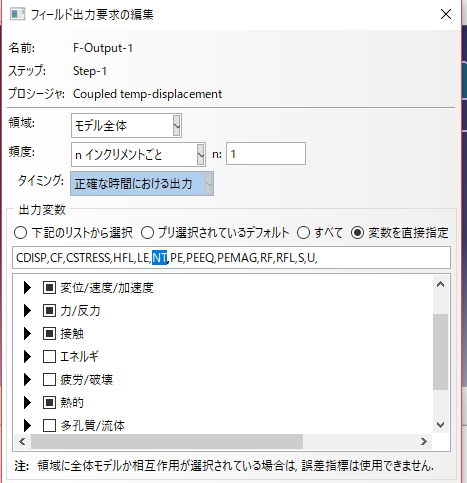 フィールド出力要求の編集
名前: F-Output-1
ステップ: Step-1
プロシージャ: Coupled temp-displacement
領域: モデル全体
頻度: n インクリメントごと n: 1
タイミング: 正確な時間における出力
出力変数
下記のリストから選択 プリ選択されているデフォルト すべて 変数を直接指定
CDISP,CF,CSTRESS,HFL,LE,NT,PE,PEEQ,PEMAG,RF,RFL,S,U,
変位/速度/加速度
力/反力
接触
エネルギ
疲労/破壊
熱的
多孔質/流体
注: 領域に全体モデルか相互作用が選択されている場合は, 誤差指標は使用できません.